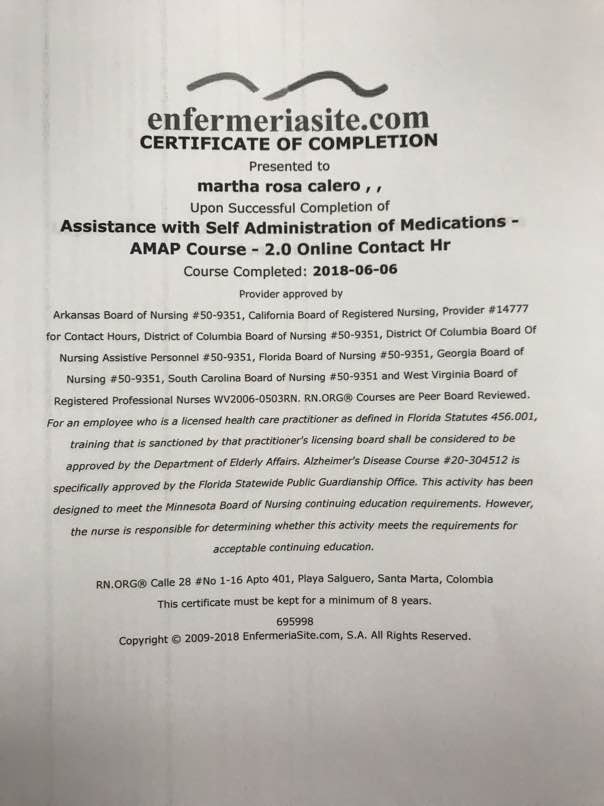 enfermeriasite.com
CERTIFICATE OF COMPLETION
Presented to
martha rosa calero , ,
Upon Successful Completion of
Assistance with Self Administration of Medications -
AMAP Course - 2.0 Online Contact Hr
Course Completed: 2018-06-06
Provider approved by
Arkansas Board of Nursing #50-9351, California Board of Registered Nursing, Provider #14777
for Contact Hours, District of Columbia Board of Nursing #50-9351, District Of Columbia Board Of
Nursing Assistive Personnel #50-9351, Florida Board of Nursing #50-9351, Georgia Board of
Nursing #50-9351, South Carolina Board of Nursing #50-9351 and West Virginia Board of
Registered Professional Nurses WV2006-0503RN. RN.ORG® Courses are Peer Board Reviewed.
For an employee who is a licensed health care practitioner as defined in Florida Statutes 456.001,
training that is sanctioned by that practitioner's licensing board shall be considered to be
approved by the Department of Elderly Affairs. Alzheimer's Disease Course #20-304512 is
specifically approved by the Florida Statewide Public Guardianship Office. This activity has been
designed to meet the Minnesota Board of Nursing continuing education requirements. However,
the nurse is responsible for determining whether this activity meets the requirements for
acceptable continuing education.
RN.ORG® Calle 28 #No 1-16 Apto 401, Playa Salguero, Santa Marta, Colombia
This certificate must be kept for a minimum of 8 years.
695998
Copyright © 2009-2018 EnfermeriaSite.com, S.A. All Rights Reserved.